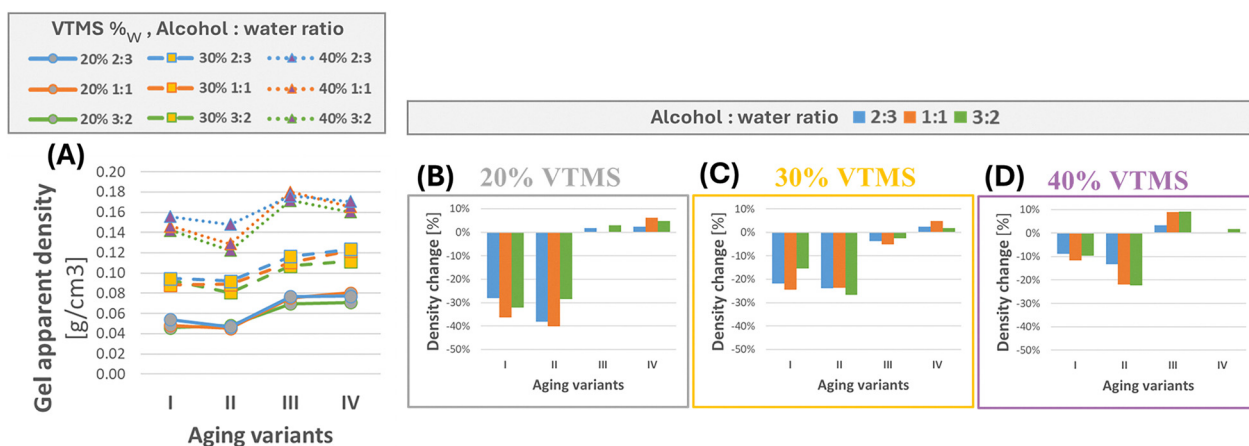 VTMS %w , Alcohol : water ratio
20% 2:3 30% 2:3 40% 2:3
20% 1:1 30% 1:1 40% 1:1
20% 3:2 30% 3:2 40% 3:2
(A)
Gel apparent density
[g/cm3]
0.20
0.18
0.16
0.14
0.12
0.10
0.08
0.06
0.04
0.02
0.00
I II III IV
Aging variants
Alcohol : water ratio 2:3 1:1 3:2
(B) 20% VTMS
Density change [%]
10%
0%
-10%
-20%
-30%
-40%
-50%
I II III IV
Aging variants
(C) 30% VTMS
Density change [%]
10%
0%
-10%
-20%
-30%
-40%
-50%
I II III IV
Aging variants
(D) 40% VTMS
Density change [%]
10%
0%
-10%
-20%
-30%
-40%
-50%
I II III IV
Aging variants